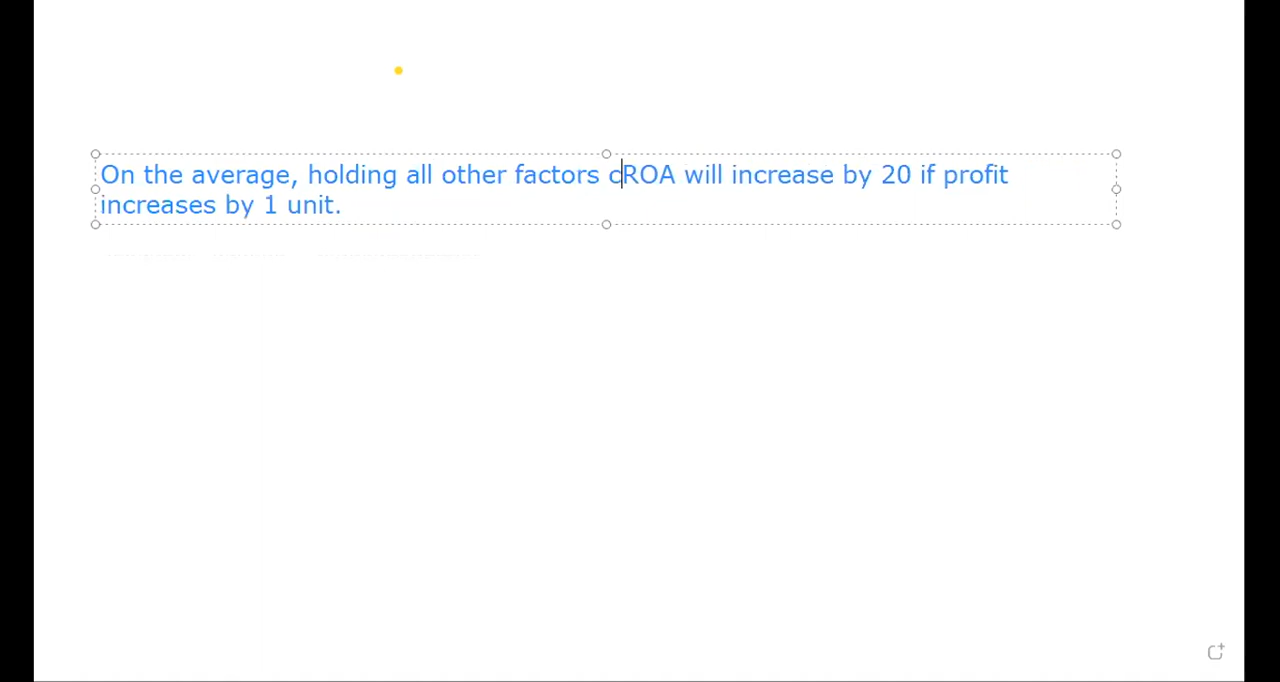 On the average, holding all other factors cROA will increase by 20 if profit
increases by 1 unit.